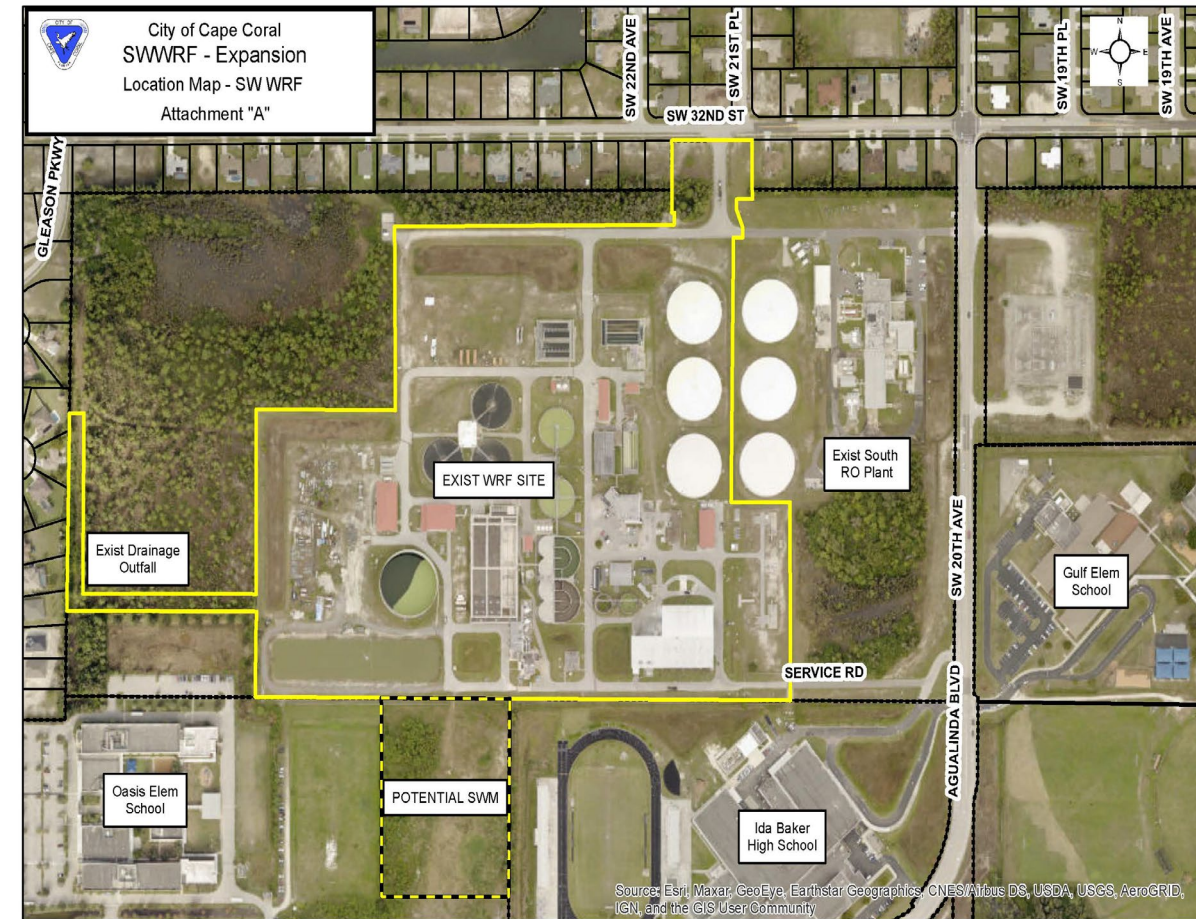 City of Cape Coral
SWWRF - Expansion
Location Map - SW WRF
Attachment "A"
SW 22ND AVE
SW 21ST PL
SW 19TH PL
SW 19TH AVE
N
W
E
S
SW 32ND ST
GLEASON PKWY
EXIST WRF SITE
Exist South
RO Plant
Exist Drainage
Outfall
SW 20TH AVE
Gulf Elem
School
SERVICE RD
AGUALINDA BLVD
Oasis Elem
School
POTENTIAL SWM
Ida Baker
High School
Source: Esri, Maxar, GeoEye, Earthstar Geographics, CNES/Airbus DS, USDA, USGS, AeroGRID,
IGN, and the GIS User Community